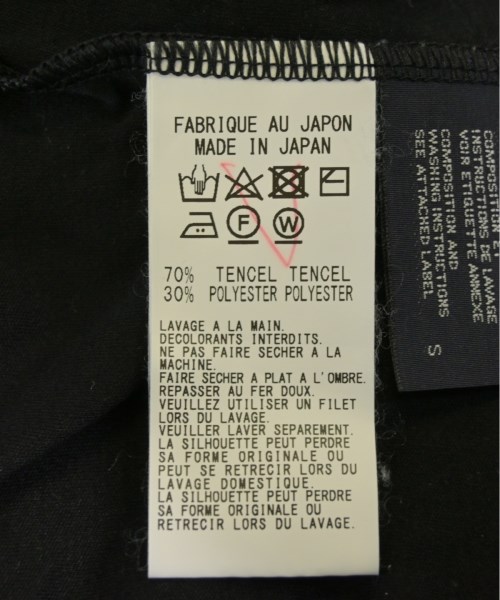 FABRIQUE AU JAPON
MADE IN JAPAN
F
W
70% TENCEL TENCEL
30% POLYESTER POLYESTER
LAVAGE A LA MAIN.
DECOLORANTS INTERDITS.
NE PAS FAIRE SECHER A LA
MACHINE.
FAIRE SECHER A PLAT A L'OMBRE.
REPASSER AU FER DOUX.
VEUILLEZ UTILISER UN FILET
LORS DU LAVAGE.
VEUILLER LAVER SEPAREMENT.
LA SILHOUETTE PEUT PERDRE
SA FORME ORIGINALE OU
PEUT SE RETRECIR LORS DU
LAVAGE DOMESTIQUE.
LA SILHOUETTE PEUT PERDRE
SA FORME ORIGINALE OU
RETRECIR LORS DU LAVAGE.
COMPOSITION ET
INSTRUCTIONS DE LAVAGE
VOIR ETIQUETTE ANNEXE
COMPOSITION AND
WASHING INSTRUCTIONS
SEE ATTACHED LABEL
S